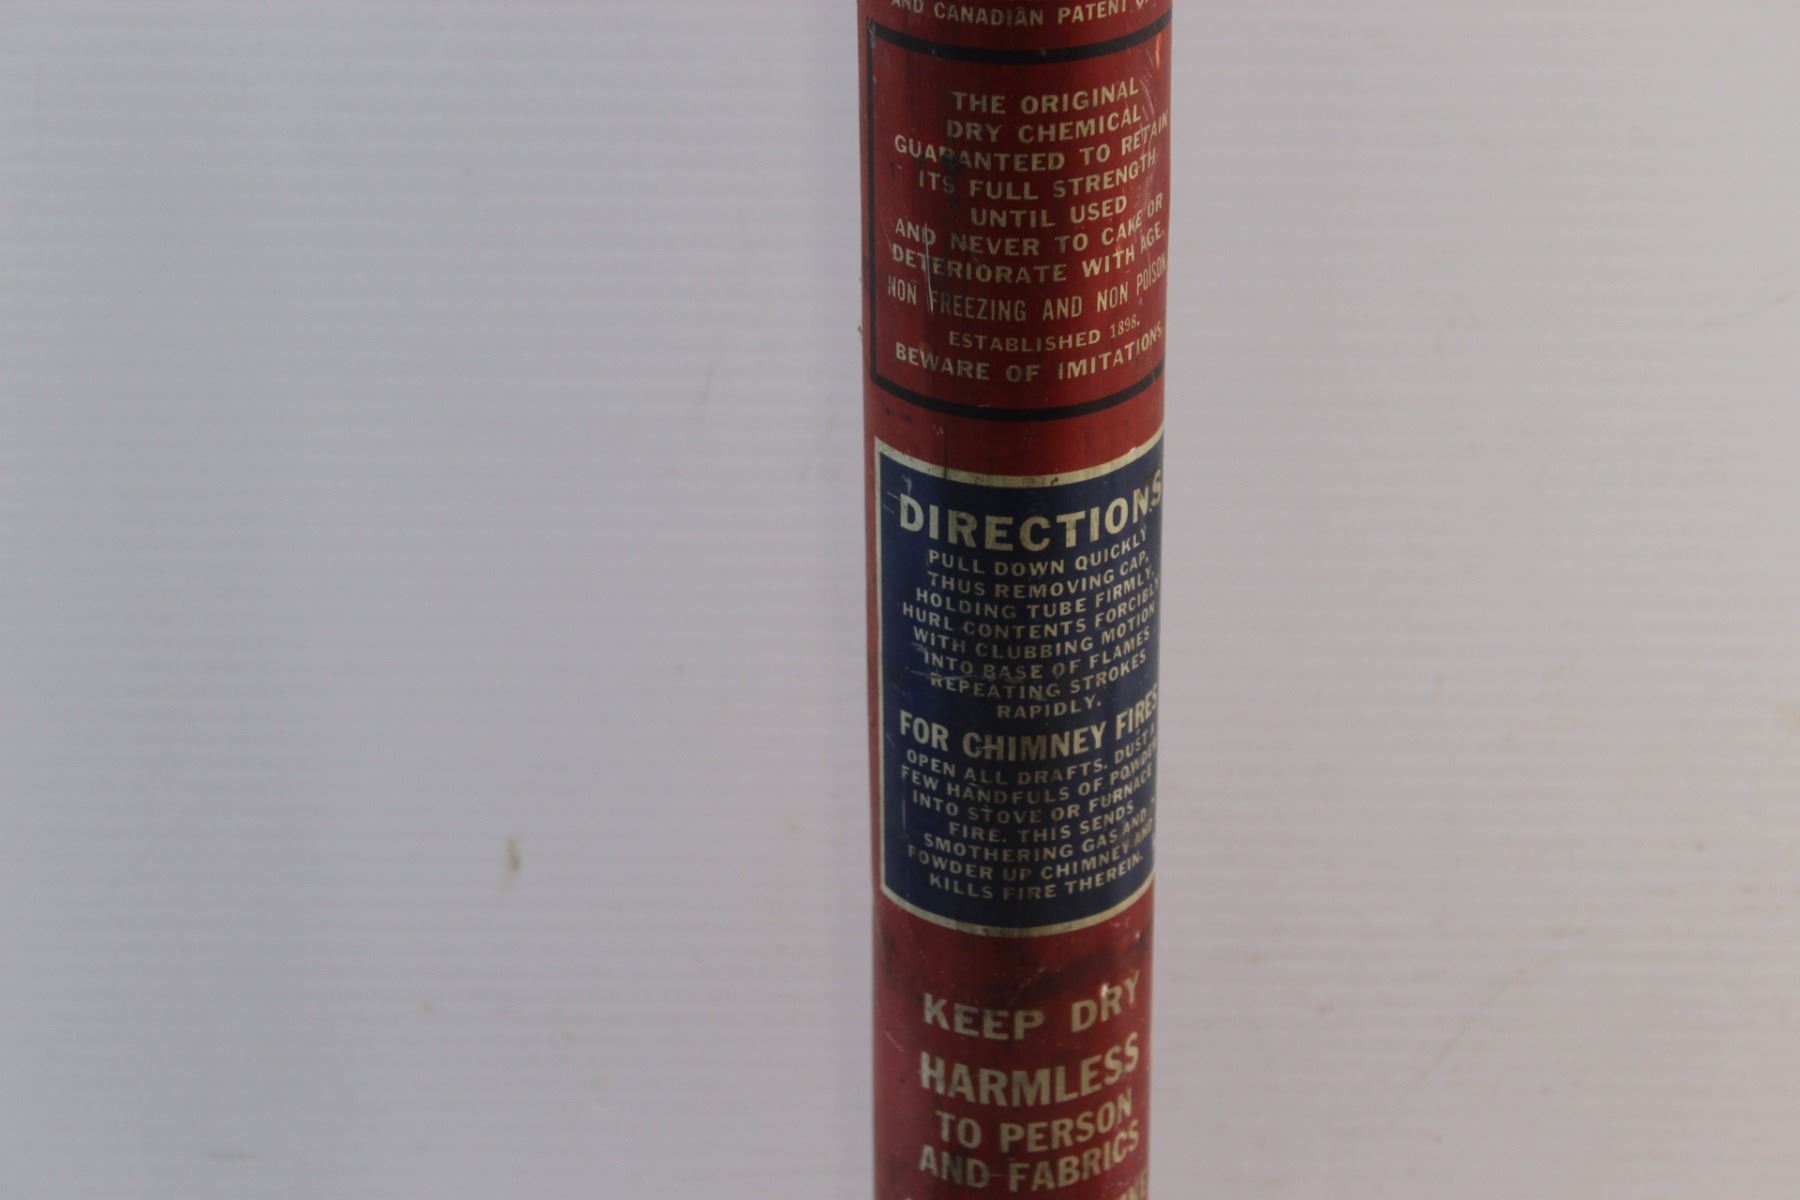 AND CANADIAN PATENT
THE ORIGINAL
DRY CHEMICAL
GUARANTEED TO RETAIN
ITS FULL STRENGTH
UNTIL USED
AND NEVER TO CAKE OR
DETERIORATE WITH AGE,
NON FREEZING AND NON POISON
ESTABLISHED 1898.
BEWARE OF IMITATIONS
DIRECTIONS
PULL DOWN QUICKLY
THUS REMOVING CAP.
HOLDING TUBE FIRMLY,
HURL CONTENTS FORCIBLY
WITH CLUBBING MOTION
INTO BASE OF FLAMES
REPEATING STROKES
RAPIDLY.
FOR CHIMNEY FIRES
OPEN ALL DRAFTS. DUST A
FEW HANDFULS OF POWDER
INTO STOVE OR FURNACE
FIRE. THIS SENDS
SMOTHERING GAS AND
POWDER UP CHIMNEY AND
KILLS FIRE THEREIN.
KEEP DRY
HARMLESS
TO PERSON
AND FABRICS